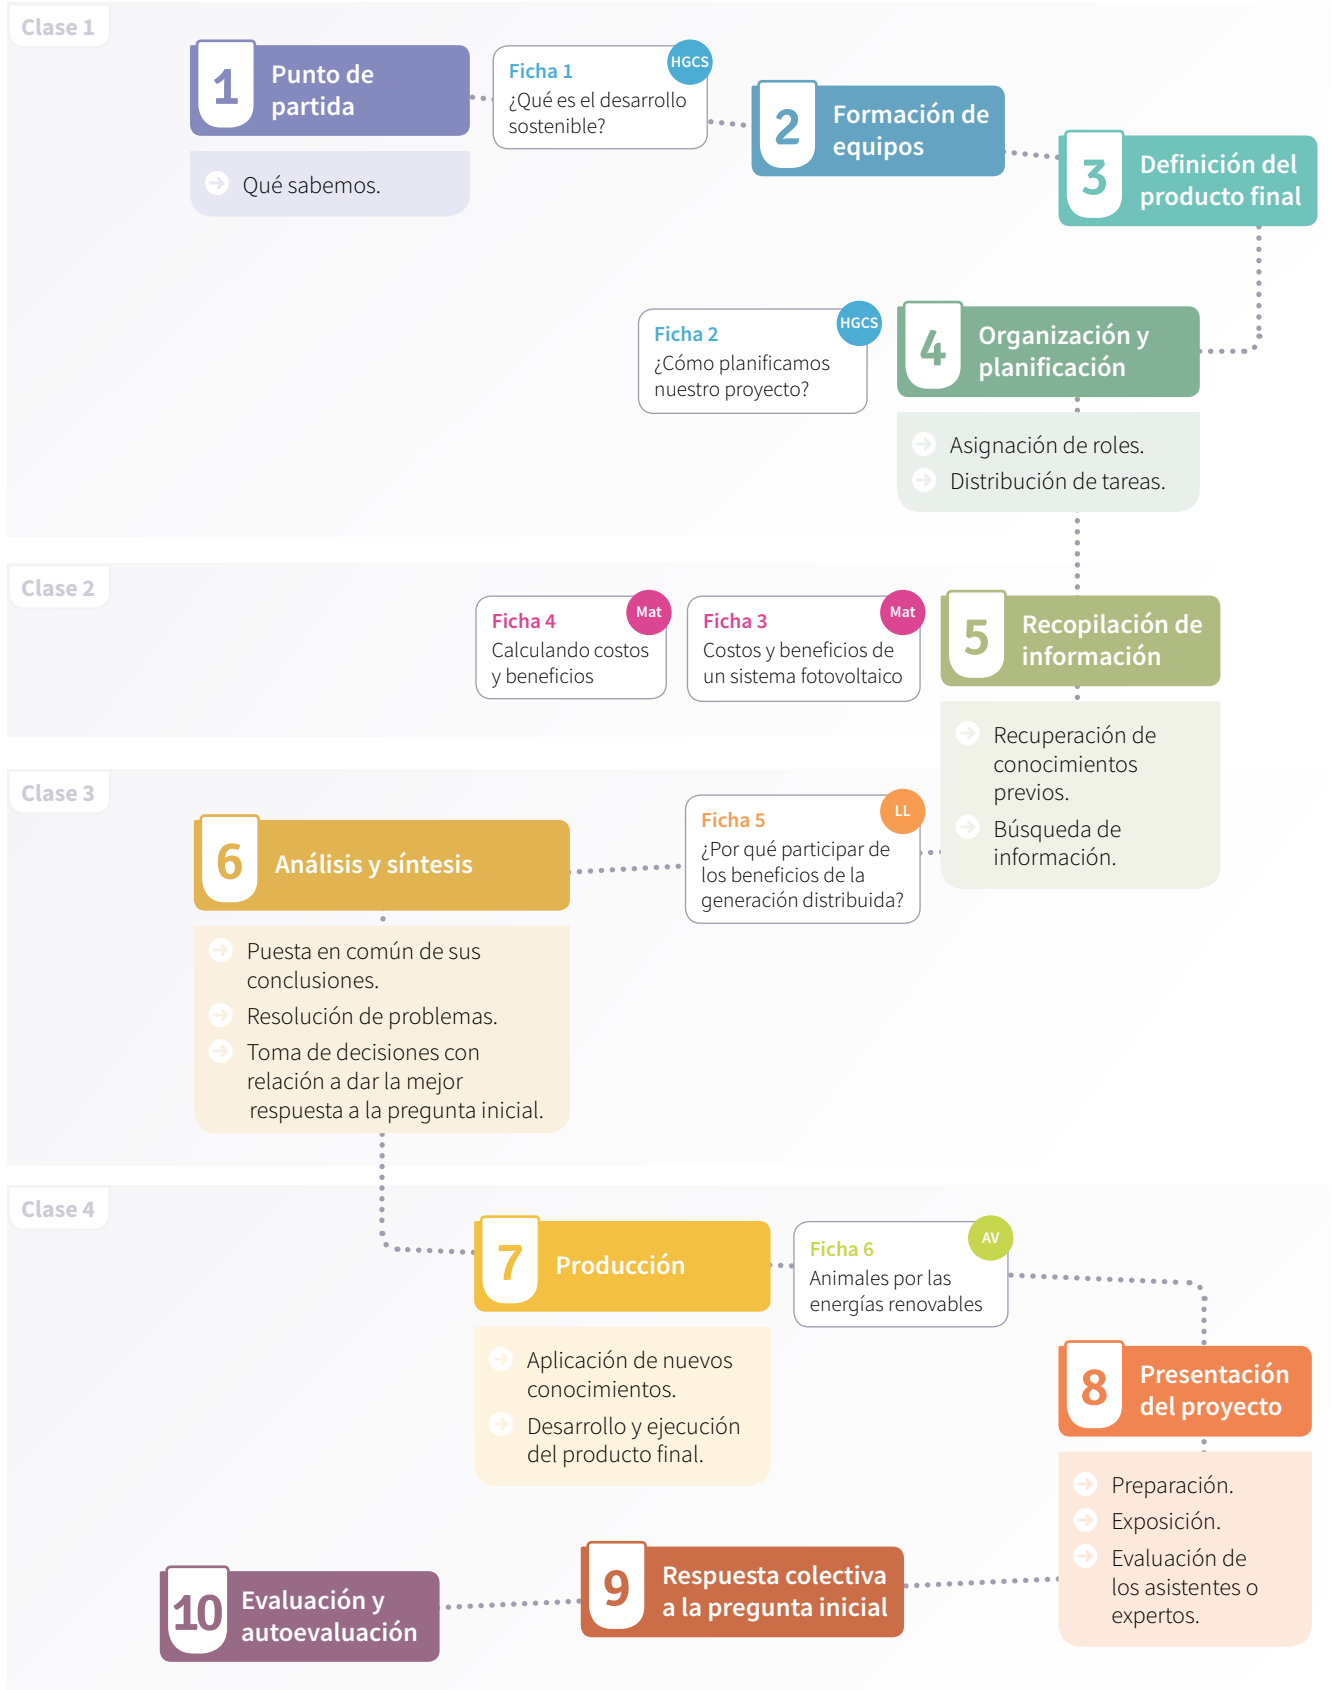 Clase 1
1
Punto de
partida
Qué sabemos.
Ficha 1
HGCS
¿Qué es el desarrollo
sostenible?
2
Formación de
equipos
3
Definición del
producto final
4
Organización y
planificación
Asignación de roles.
Distribución de tareas.
Ficha 2
HGCS
¿Cómo planificamos
nuestro proyecto?
Clase 2
5
Recopilación de
información
Recuperación de
conocimientos
previos.
Búsqueda de
información.
Ficha 3
Mat
Costos y beneficios de
un sistema fotovoltaico
Ficha 4
Mat
Calculando costos
y beneficios
Clase 3
Ficha 5
LL
¿Por qué participar de
los beneficios de la
generación distribuida?
6
Análisis y síntesis
Puesta en común de sus
conclusiones.
Resolución de problemas.
Toma de decisiones con
relación a dar la mejor
respuesta a la pregunta inicial.
Clase 4
7
Producción
Aplicación de nuevos
conocimientos.
Desarrollo y ejecución
del producto final.
Ficha 6
AV
Animales por las
energías renovables
8
Presentación
del proyecto
Preparación.
Exposición.
Evaluación de
los asistentes o
expertos.
9
Respuesta colectiva
a la pregunta inicial
10
Evaluación y
autoevaluación